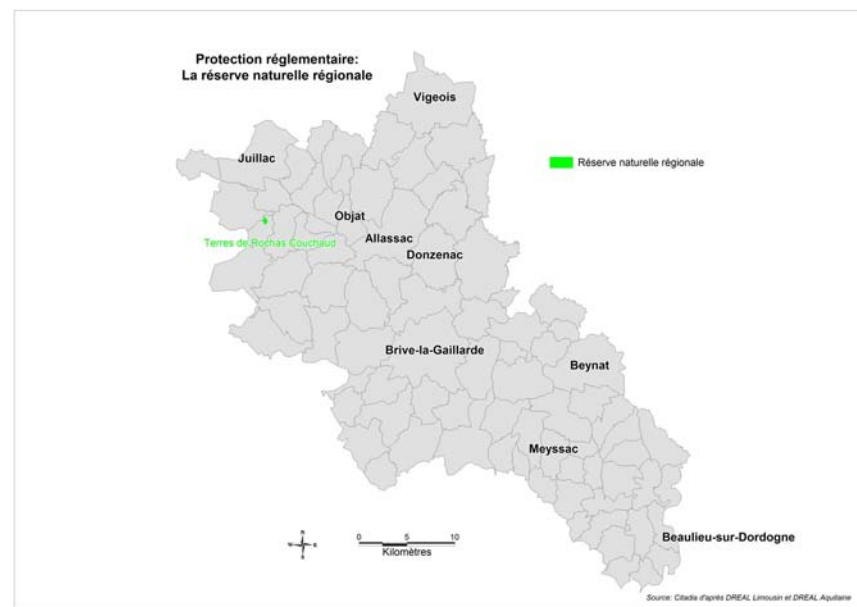 Protection réglementaire:
La réserve naturelle régionale
Vigeois
Juillac
Réserve naturelle régionale
Objat
Terres de Rochas Couchaud
Allassac
Donzenac
Brive-la-Gaillarde
Beynat
Meyssac
Beaulieu-sur-Dordogne
N
W E
S
0 5 10
Kilomètres
Source: Citadia d'après DREAL Limousin et DREAL Aquitaine